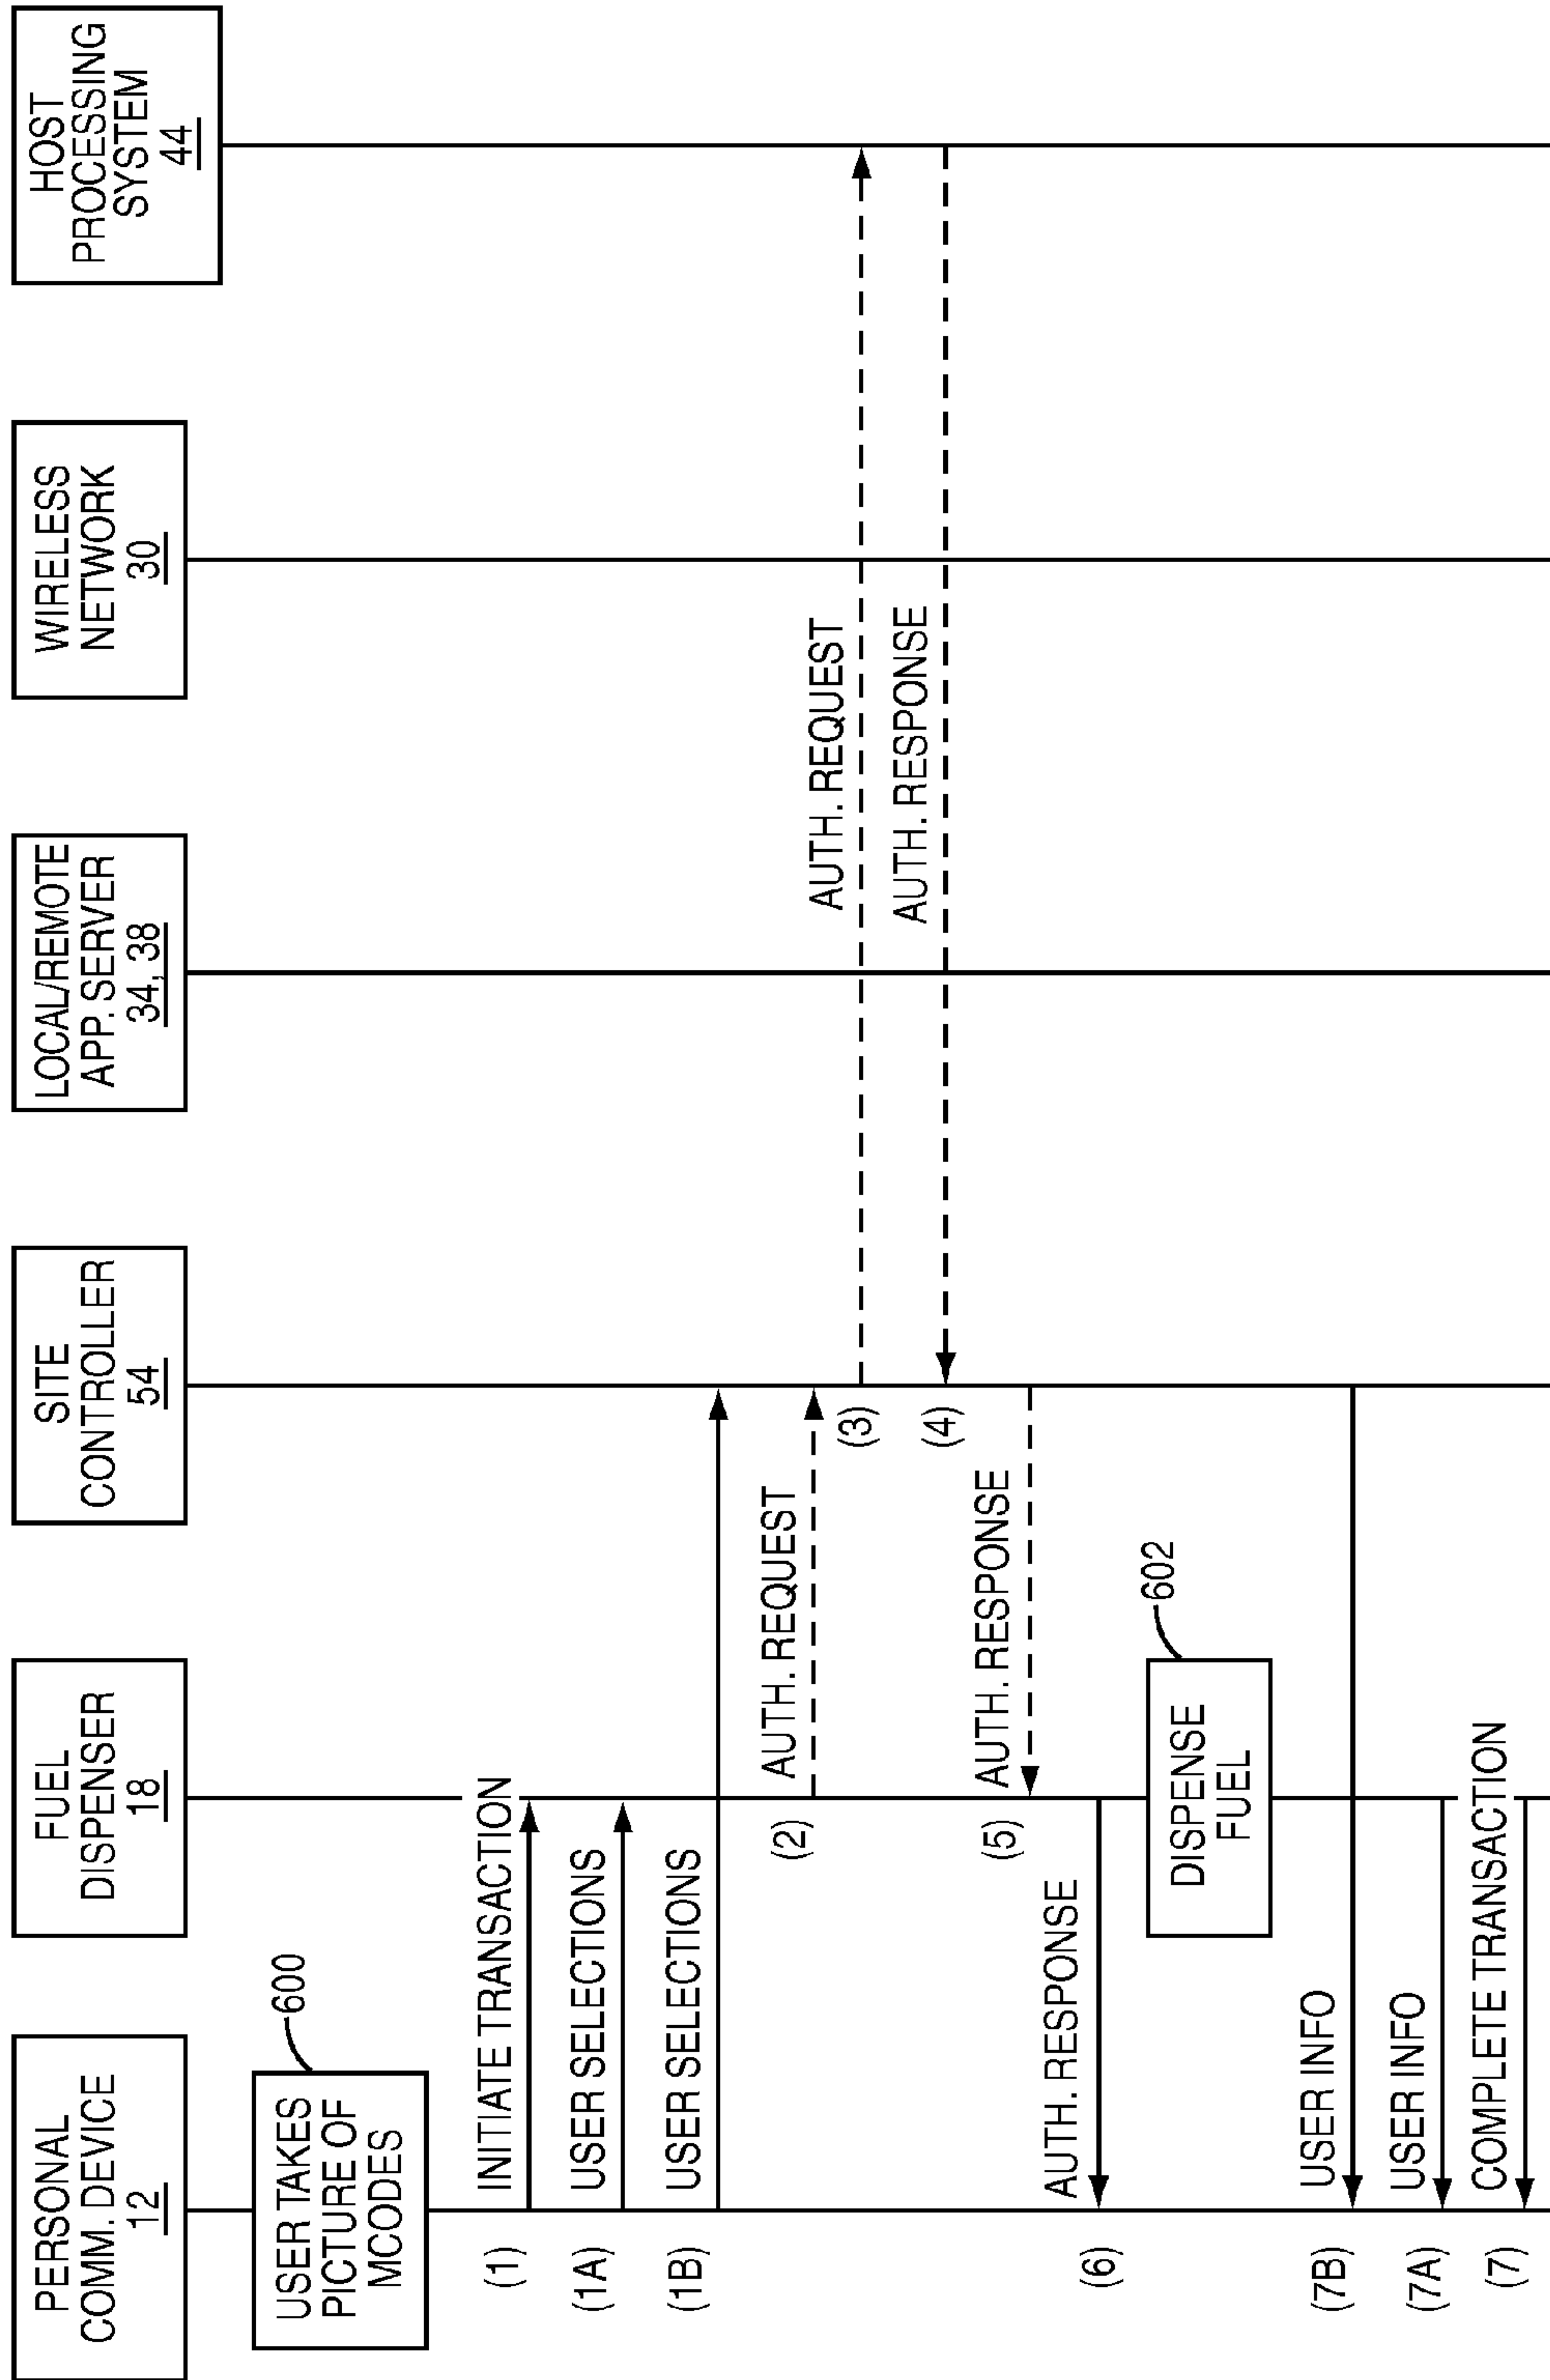 PERSONAL
COMM. DEVICE
12
FUEL
DISPENSER
18
SITE
CONTROLLER
54
LOCAL/REMOTE
APP. SERVER
34, 38
WIRELESS
NETWORK
30
HOST
PROCESSING
SYSTEM
44
USER TAKES
PICTURE OF
MCODES
600
(1)
INITIATE TRANSACTION
(1A)
USER SELECTIONS
(1B)
USER SELECTIONS
(2)
AUTH. REQUEST
(3)
AUTH. REQUEST
(4)
AUTH. RESPONSE
(5)
AUTH. RESPONSE
(6)
AUTH. RESPONSE
DISPENSE
FUEL
602
(7B)
USER INFO
(7A)
USER INFO
(7)
COMPLETE TRANSACTION